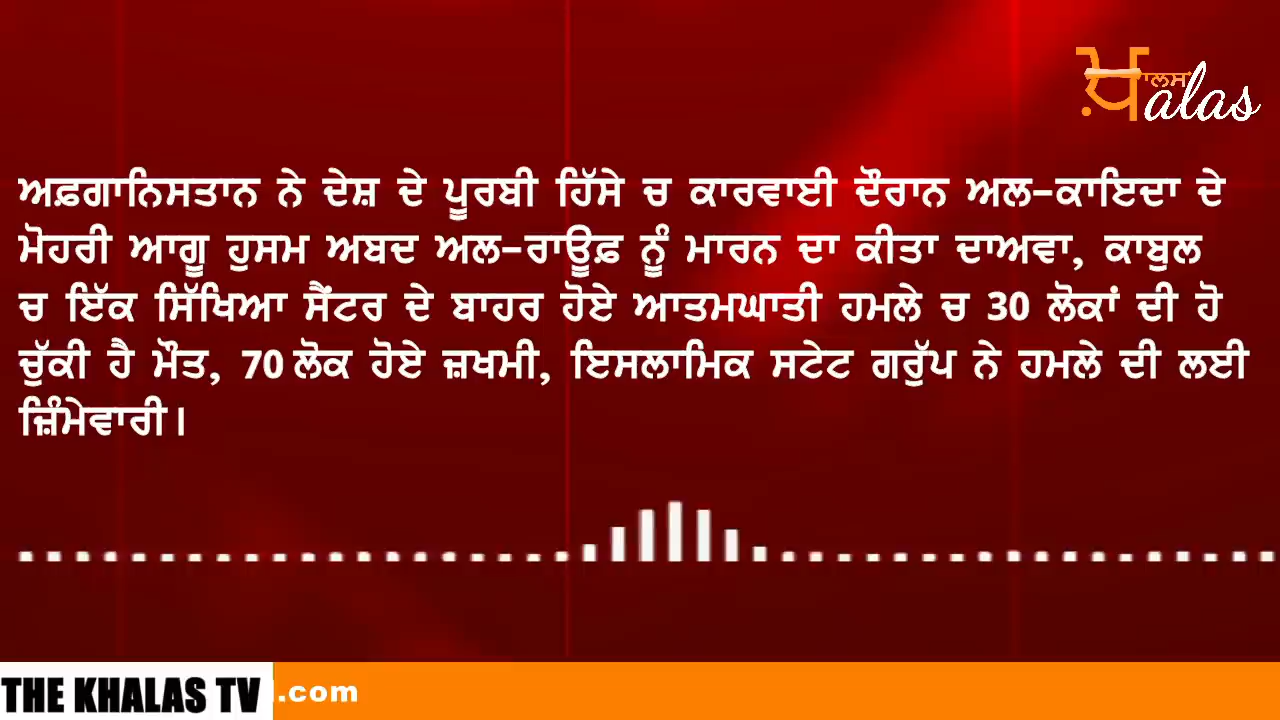 ਖ਼ਾਲਸ alas
ਅਫ਼ਗਾਨਿਸਤਾਨ ਨੇ ਦੇਸ਼ ਦੇ ਪੂਰਬੀ ਹਿੱਸੇ ਚ ਕਾਰਵਾਈ ਦੌਰਾਨ ਅਲ-ਕਾਇਦਾ ਦੇ
ਮੋਹਰੀ ਆਗੂ ਹੁਸਮ ਅਬਦ ਅਲ-ਰਾਊਫ਼ ਨੂੰ ਮਾਰਨ ਦਾ ਕੀਤਾ ਦਾਅਵਾ, ਕਾਬੁਲ
ਚ ਇੱਕ ਸਿੱਖਿਆ ਸੈਂਟਰ ਦੇ ਬਾਹਰ ਹੋਏ ਆਤਮਘਾਤੀ ਹਮਲੇ ਚ 30 ਲੋਕਾਂ ਦੀ ਹੋ
ਚੁੱਕੀ ਹੈ ਮੌਤ, 70 ਲੋਕ ਹੋਏ ਜ਼ਖਮੀ, ਇਸਲਾਮਿਕ ਸਟੇਟ ਗਰੁੱਪ ਨੇ ਹਮਲੇ ਦੀ ਲਈ
ਜ਼ਿੰਮੇਵਾਰੀ।
THE KHALAS TV .com